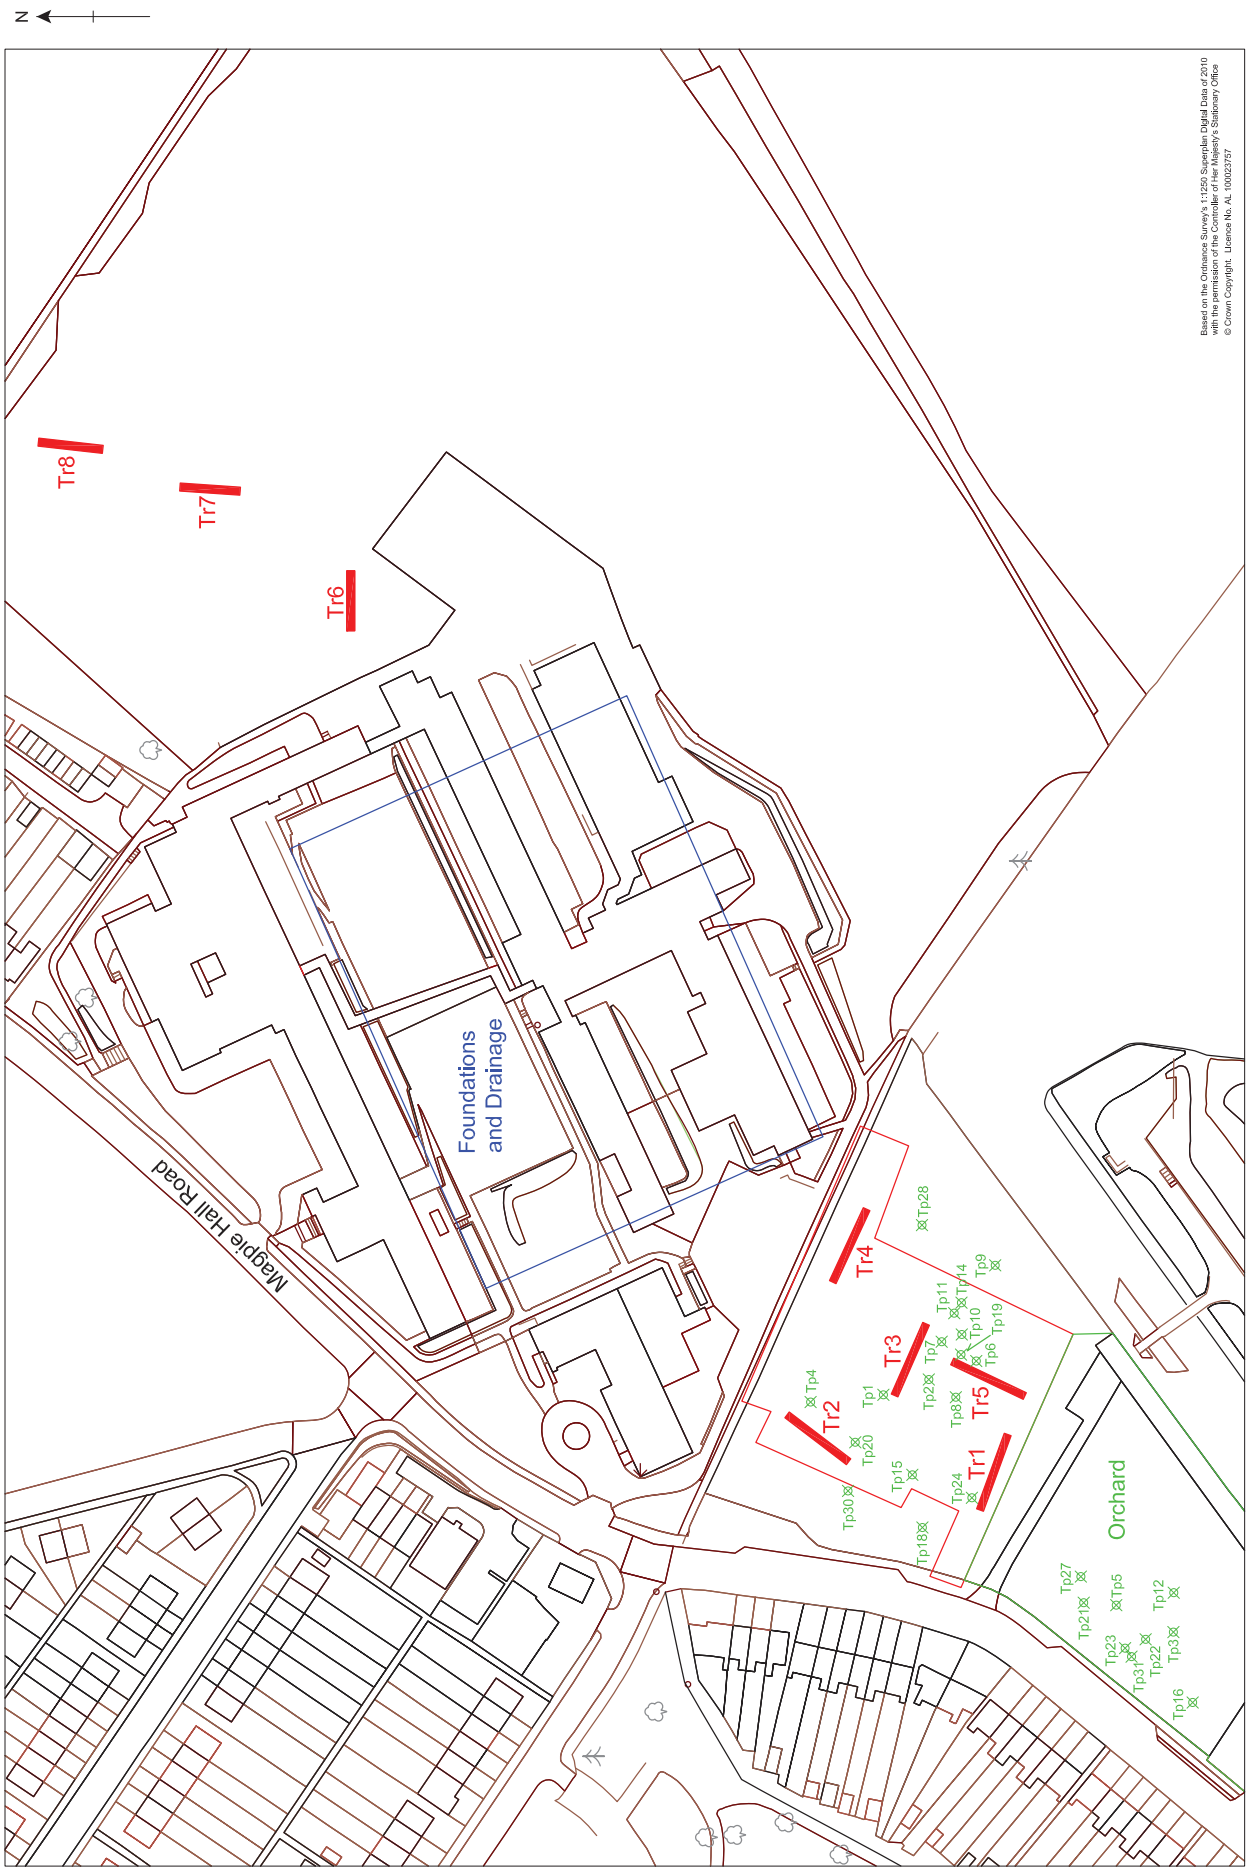 N
Based on the Ordnance Survey's 1:1250 Superplan Digital Data of 2010
with the permission of the Controller of Her Majesty's Stationary Office
© Crown Copyright. Licence No. AL 100023757
Tr8
Tr7
Tr6
Magpie Hall Road
Foundations
and Drainage
Tp28
Tr4
Tp9
Tp11
Tp14
Tp10
Tp19
Tp7
Tp6
Tr3
Tp4
Tp1
Tp2
Tp8
Tr5
Tr2
Tp20
Tp15
Tr1
Tp24
Tp30
Tp18
Orchard
Tp27
Tp21
Tp5
Tp12
Tp23
Tp31
Tp22
Tp3
Tp16